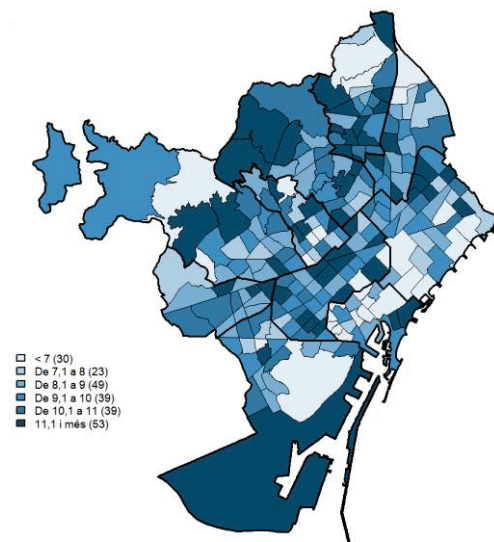 < 7 (30)
De 7,1 a 8 (23)
De 8,1 a 9 (49)
De 9,1 a 10 (39)
De 10,1 a 11 (39)
11,1 i més (53)